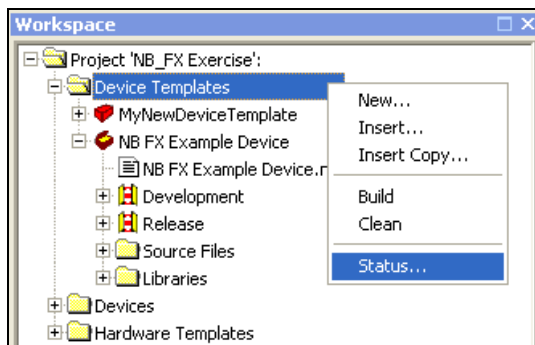 Workspace
Project 'NB_FX Exercise':
Device Templates
MyNewDeviceTemplate
NB FX Example Device
NB FX Example Device.n
Development
Release
Source Files
Libraries
Devices
Hardware Templates
New...
Insert...
Insert Copy...
Build
Clean
Status...